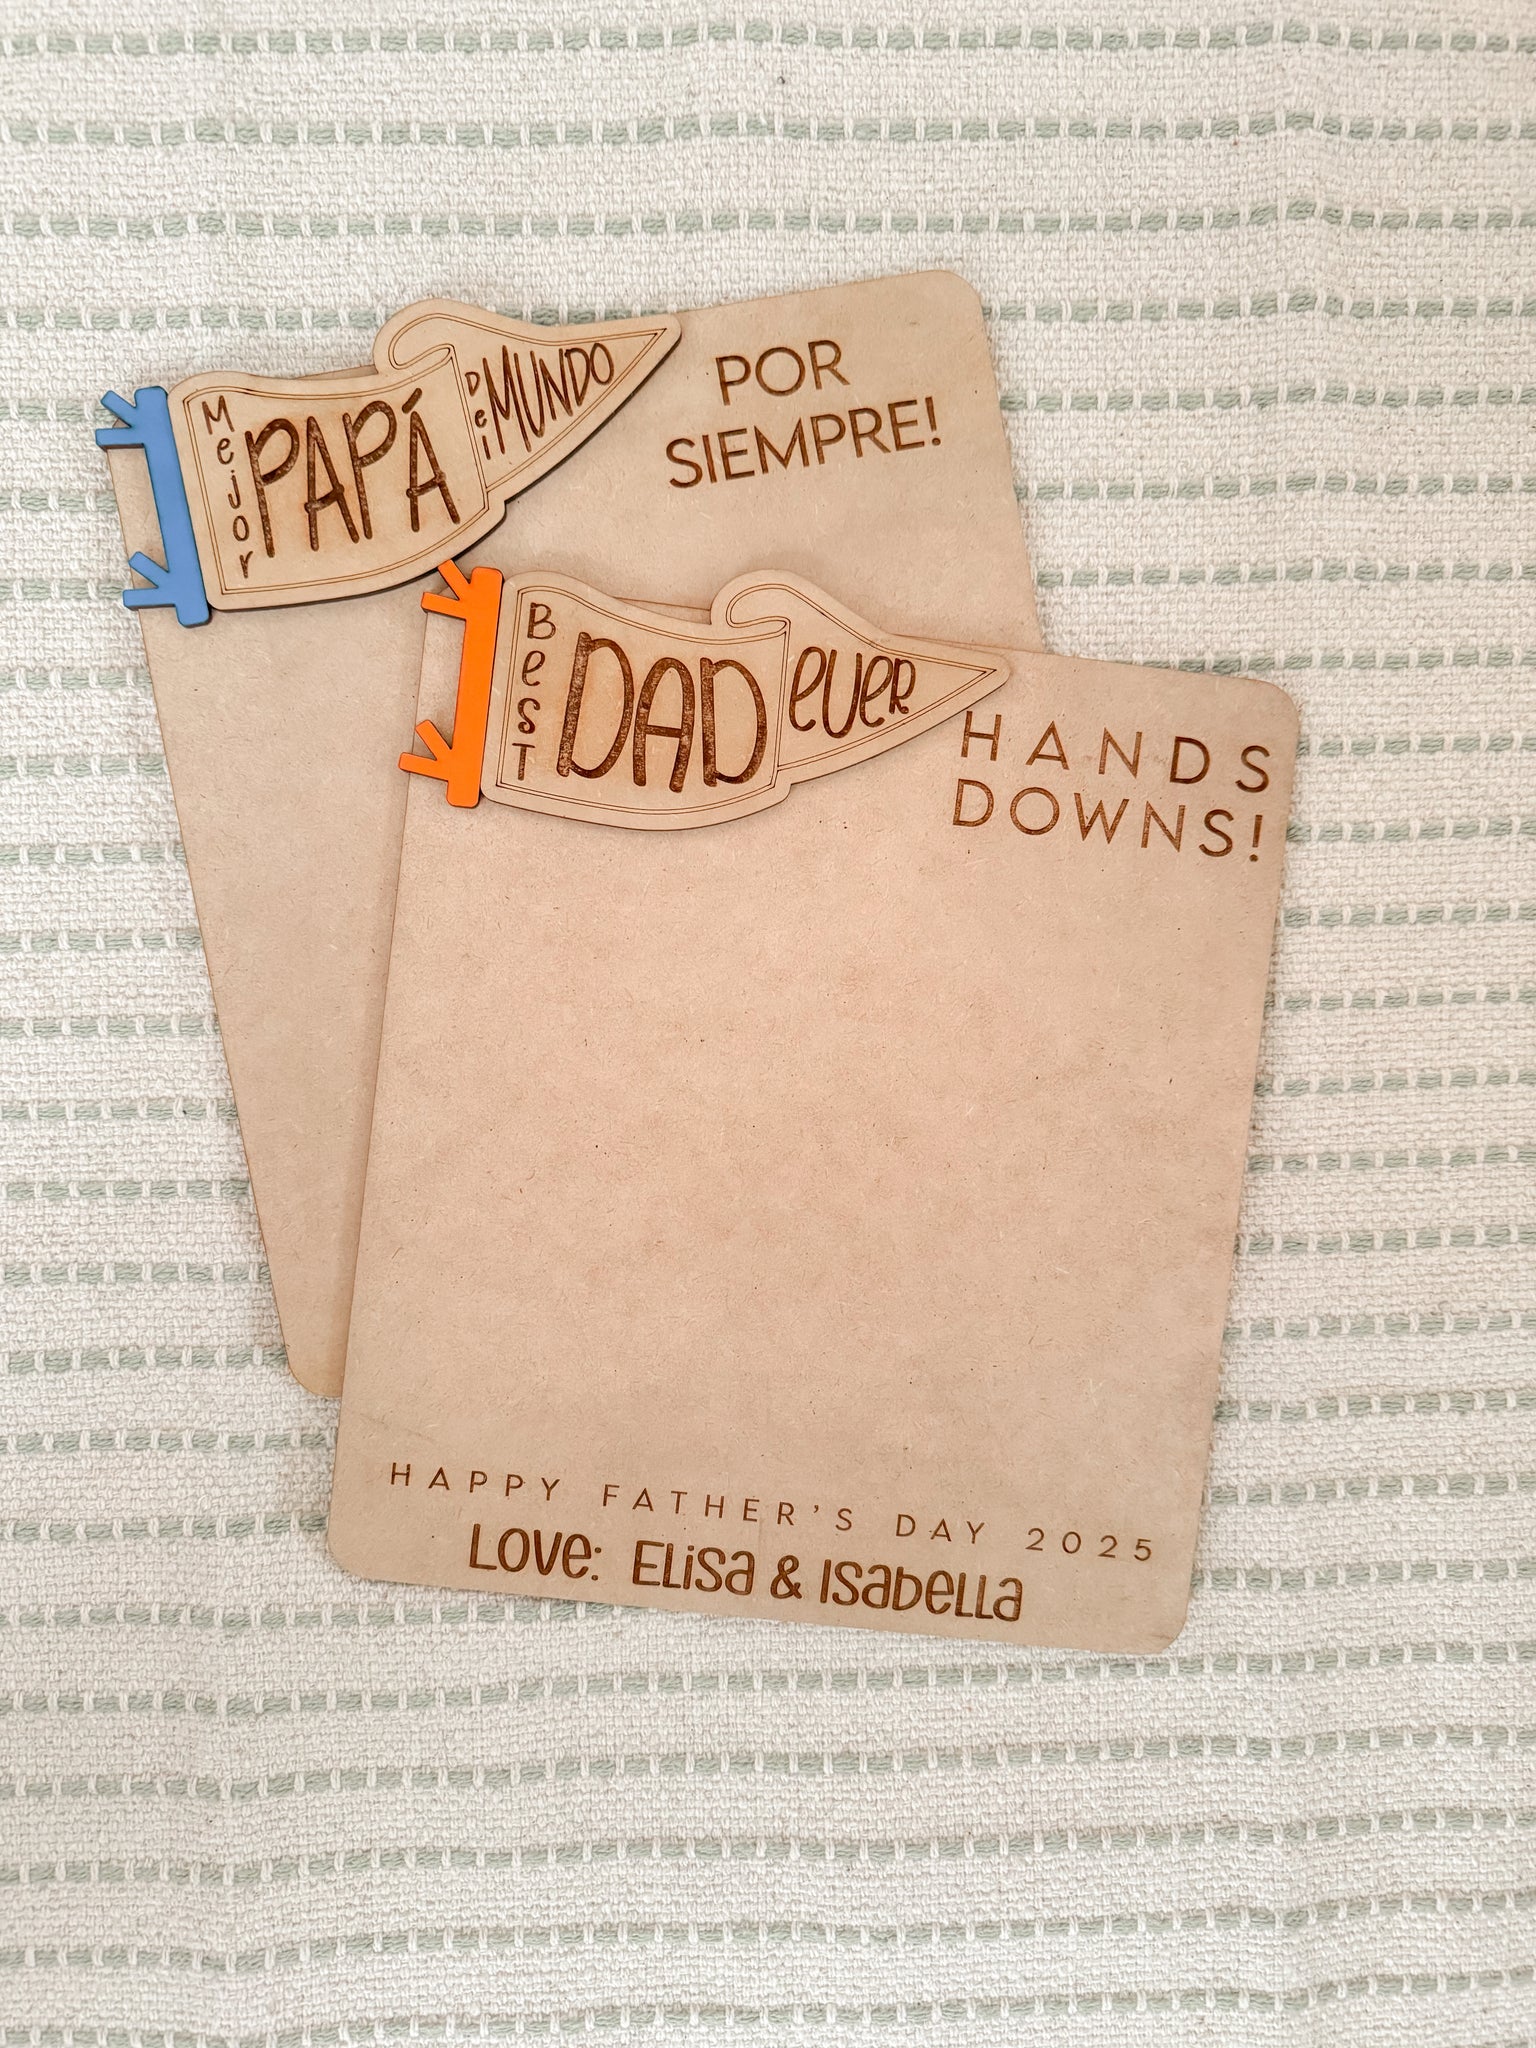 Mejor PAPÁ Del MUNDO
POR
SIEMPRE!
BesT DAD eveR
HANDS
DOWNS!
HAPPY FATHER'S DAY 2025
Love: Elisa & Isabella